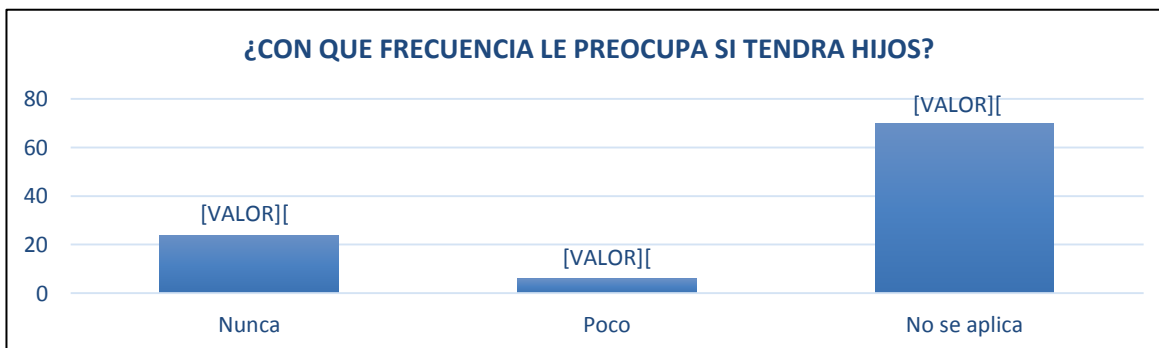 ¿CON QUE FRECUENCIA LE PREOCUPA SI TENDRA HIJOS?
80
60
40
20
0
[VALOR][
[VALOR][
[VALOR][
Nunca
Poco
No se aplica